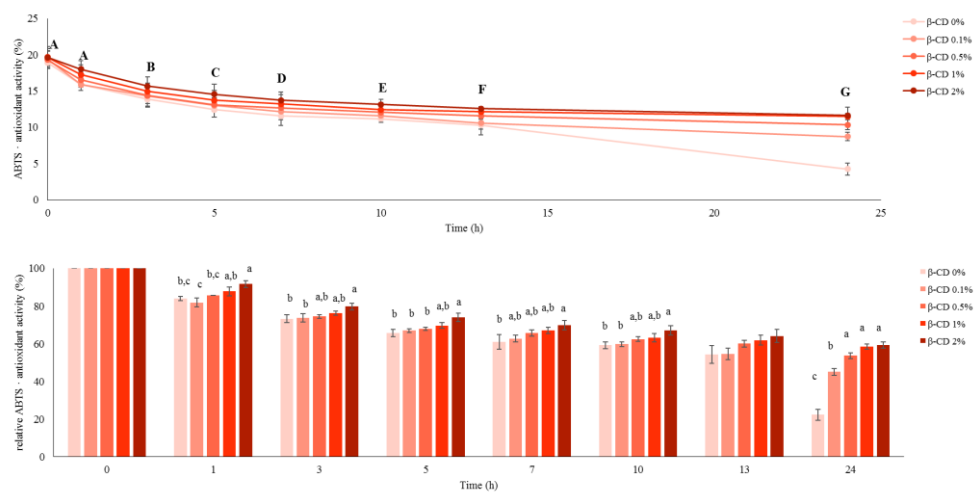 25
20
15
10
5
0
ABTS · antioxidant activity (%)
A A B C D E F G
0 5 10 15 20 25
Time (h)
β-CD 0%
β-CD 0.1%
β-CD 0.5%
β-CD 1%
β-CD 2%
100
80
60
40
20
0
relative ABTS · antioxidant activity (%)
b,c c b,c a,b a
b b a,b a,b a
b b b a,b a
b a,b a,b a,b a
b b a,b a,b a
c b a a a
0 1 3 5 7 10 13 24
Time (h)
β-CD 0%
β-CD 0.1%
β-CD 0.5%
β-CD 1%
β-CD 2%